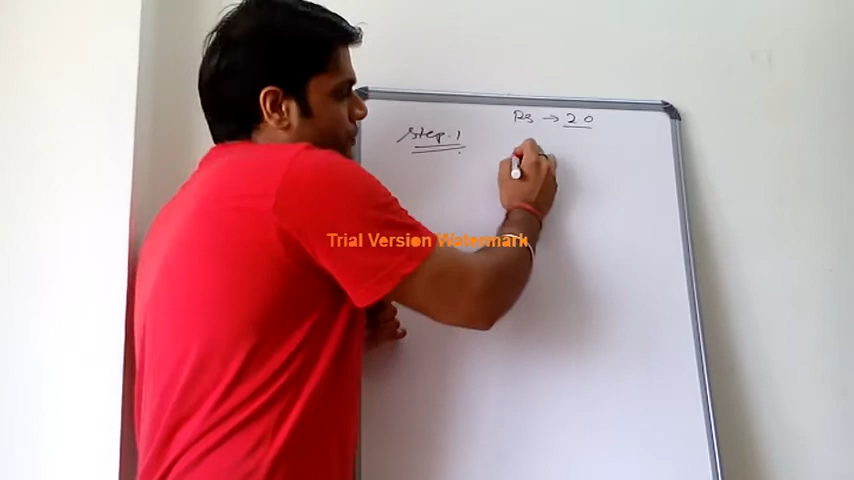 Rs → 20
Step.1
Trial Version Watermark